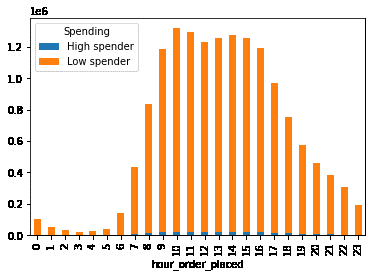 1e6
Spending
High spender
Low spender
1.2
1.0
0.8
0.6
0.4
0.2
0.0
0 1 2 3 4 5 6 7 8 9 10 11 12 13 14 15 16 17 18 19 20 21 22 23
hour_order_placed